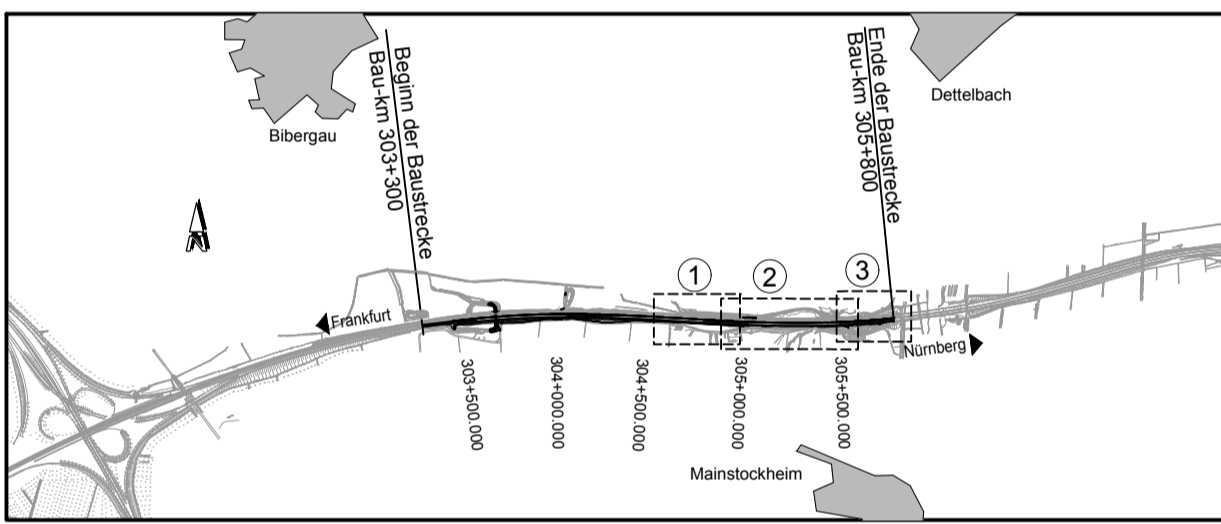 Bibergau
Beginn der Baustrecke
Bau-km 303+300
Ende der Baustrecke
Bau-km 305+800
Dettelbach
N
Frankfurt
1
2
3
Nürnberg
303+500.000
304+000.000
304+500.000
305+000.000
305+500.000
Mainstockheim